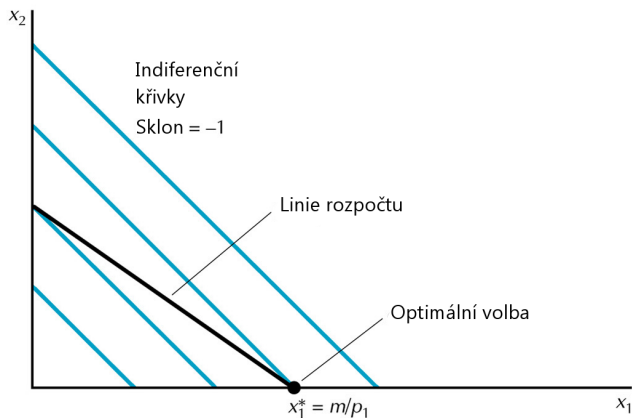 x₂
Indiferenční
křivky
Sklon = –1
Linie rozpočtu
Optimální volba
x₁* = m/p₁
x₁